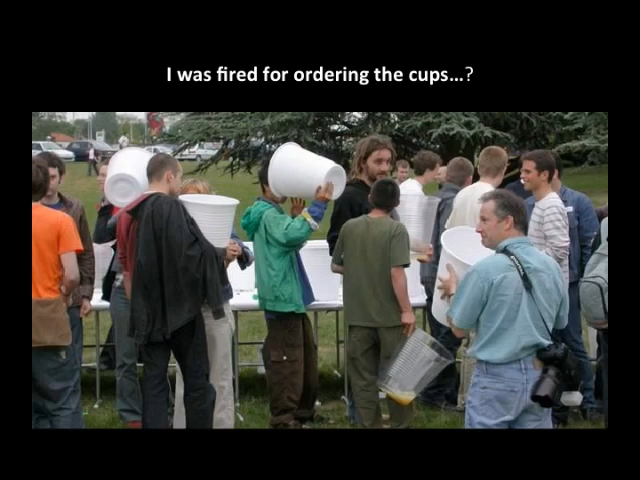 I was fired for ordering the cups…?